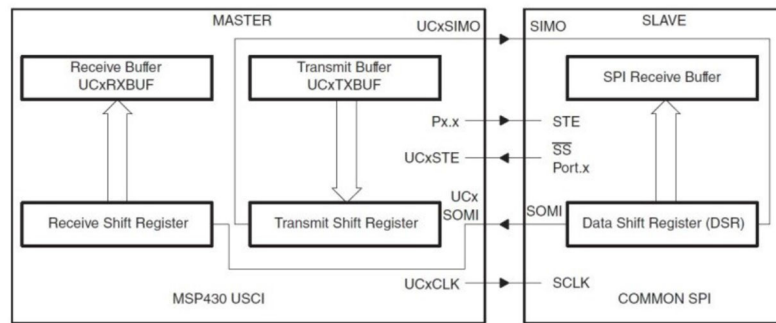 MASTER
UCxSIMO
SIMO
SLAVE
Receive Buffer
UCxRXBUF
Transmit Buffer
UCxTXBUF
SPI Receive Buffer
Px.x
STE
UCxSTE
SS
Port.x
UCx
SOMI
SOMI
Receive Shift Register
Transmit Shift Register
Data Shift Register (DSR)
UCxCLK
SCLK
MSP430 USCI
COMMON SPI